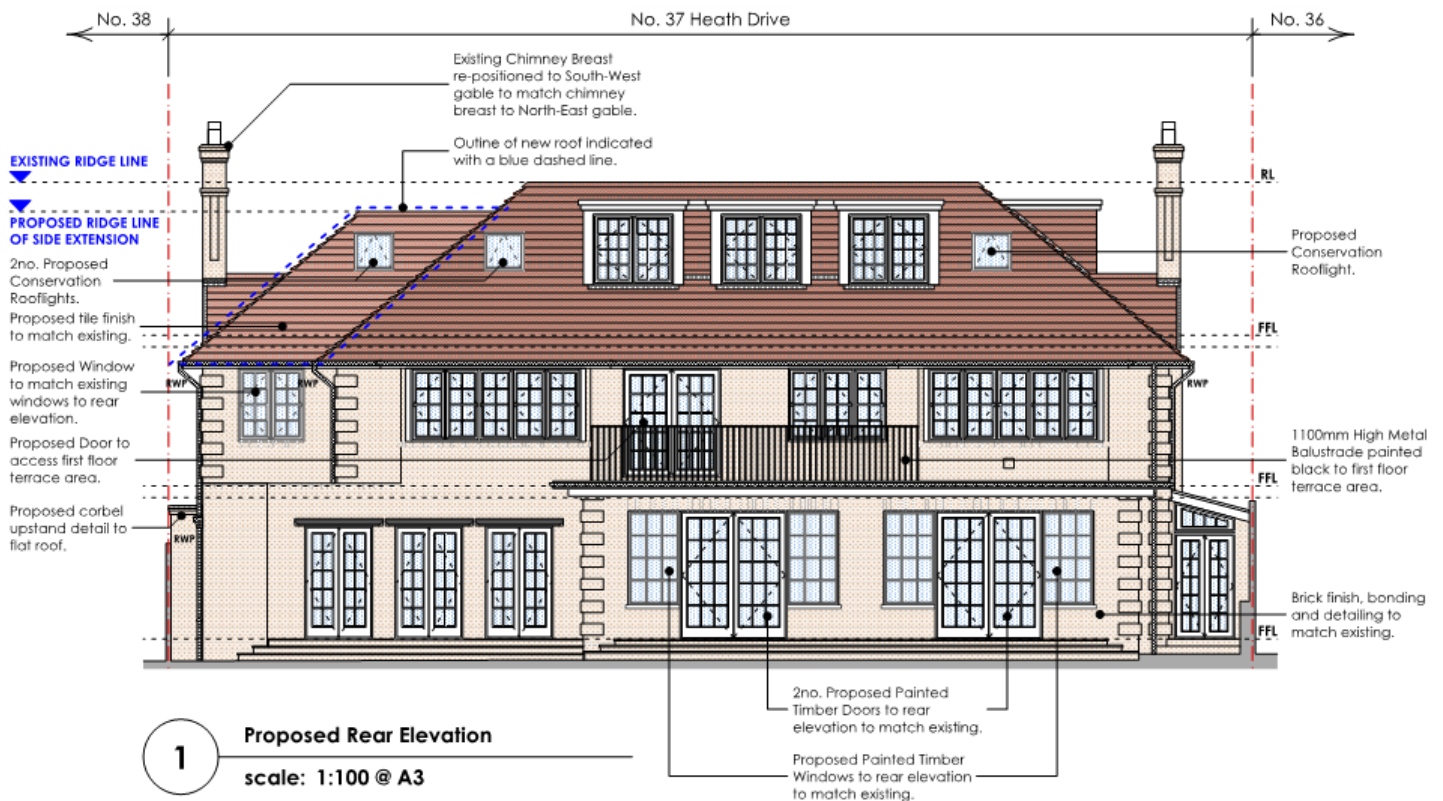 No. 38
No. 37 Heath Drive
No. 36
Existing Chimney Breast
re-positioned to South-West
gable to match chimney
breast to North-East gable.
Outline of new roof indicated
with a blue dashed line.
EXISTING RIDGE LINE
RL
PROPOSED RIDGE LINE
OF SIDE EXTENSION
2no. Proposed
Conservation
Rooflights.
Proposed
Conservation
Rooflight.
Proposed tile finish
to match existing.
FFL
Proposed Window
to match existing
windows to rear
elevation.
RWP
RWP
RWP
Proposed Door to
access first floor
terrace area.
1100mm High Metal
Balustrade painted
black to first floor
terrace area.
FFL
Proposed corbel
upstand detail to
flat roof.
RWP
Brick finish, bonding
and detailing to
match existing.
FFL
2no. Proposed Painted
Timber Doors to rear
elevation to match existing.
Proposed Painted Timber
Windows to rear elevation
to match existing.
1
Proposed Rear Elevation
scale: 1:100 @ A3